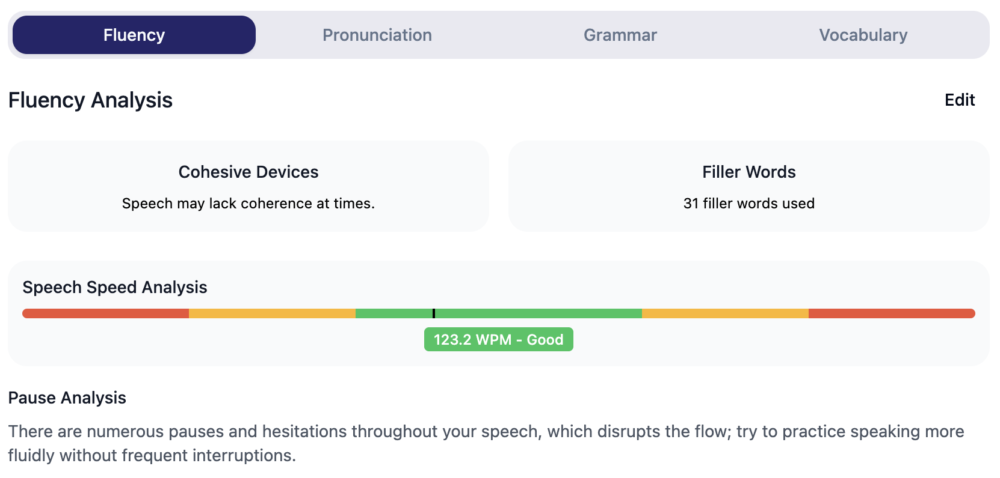 Fluency
Pronunciation
Grammar
Vocabulary
Fluency Analysis
Edit
Cohesive Devices
Speech may lack coherence at times.
Filler Words
31 filler words used
Speech Speed Analysis
123.2 WPM - Good
Pause Analysis
There are numerous pauses and hesitations throughout your speech, which disrupts the flow; try to practice speaking more
fluidly without frequent interruptions.